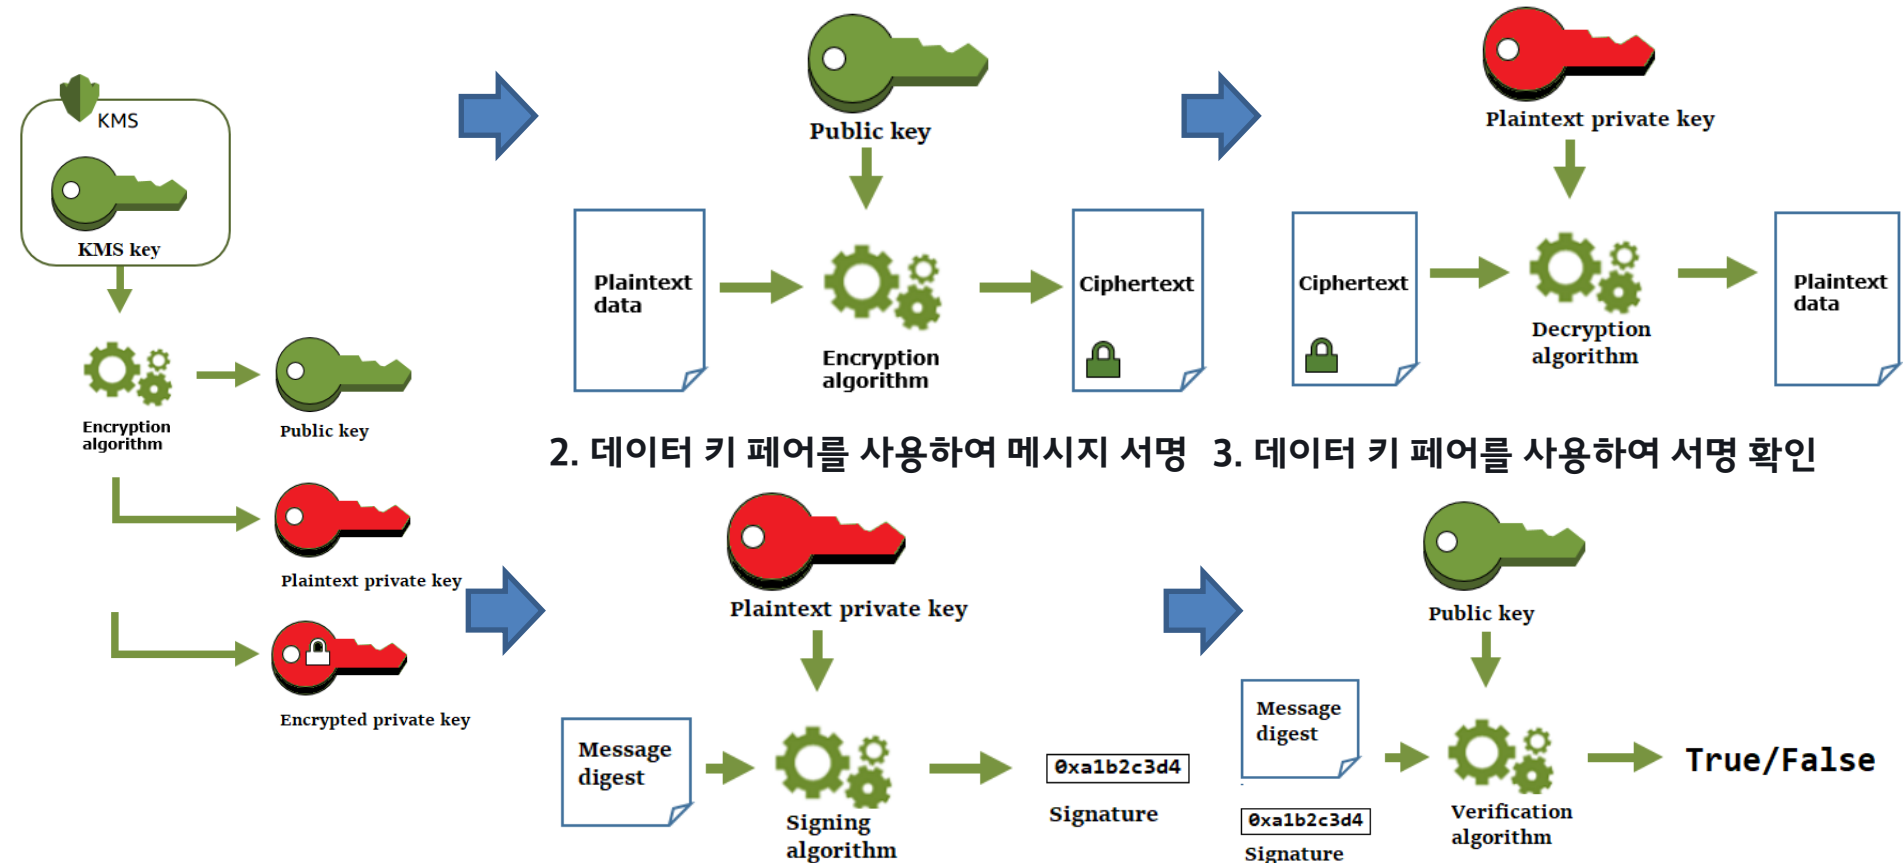 KMS
KMS key
Encryption
algorithm
Public key
Plaintext private key
Encrypted private key
Public key
Plaintext
data
Encryption
algorithm
Ciphertext
Plaintext private key
Ciphertext
Decryption
algorithm
Plaintext
data
2. 데이터 키 페어를 사용하여 메시지 서명
Plaintext private key
Message
digest
Signing
algorithm
0xa1b2c3d4
Signature
3. 데이터 키 페어를 사용하여 서명 확인
Public key
Message
digest
0xa1b2c3d4
Signature
Verification
algorithm
True/False